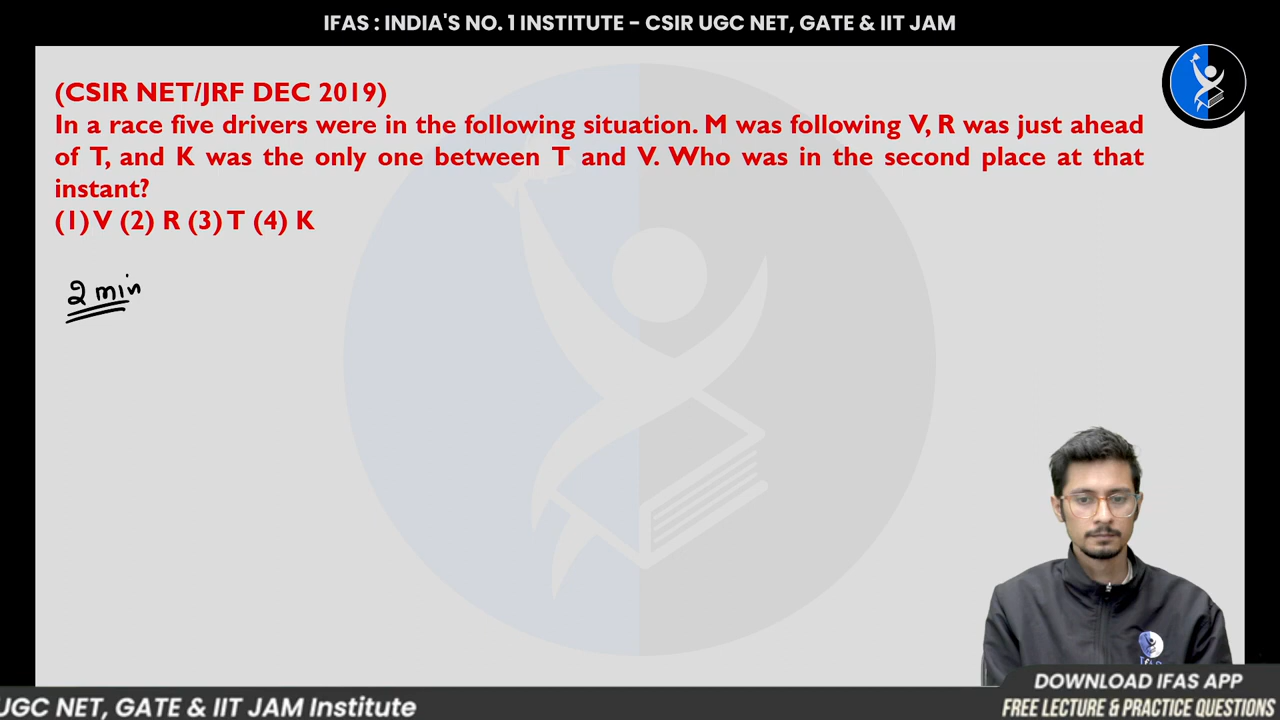 IFAS : INDIA'S NO. 1 INSTITUTE - CSIR UGC NET, GATE & IIT JAM
(CSIR NET/JRF DEC 2019)
In a race five drivers were in the following situation. M was following V, R was just ahead
of T, and K was the only one between T and V. Who was in the second place at that
instant?
(1) V (2) R (3) T (4) K
2 min
DOWNLOAD IFAS APP
UGC NET, GATE & IIT JAM Institute
FREE LECTURE & PRACTICE QUESTIONS